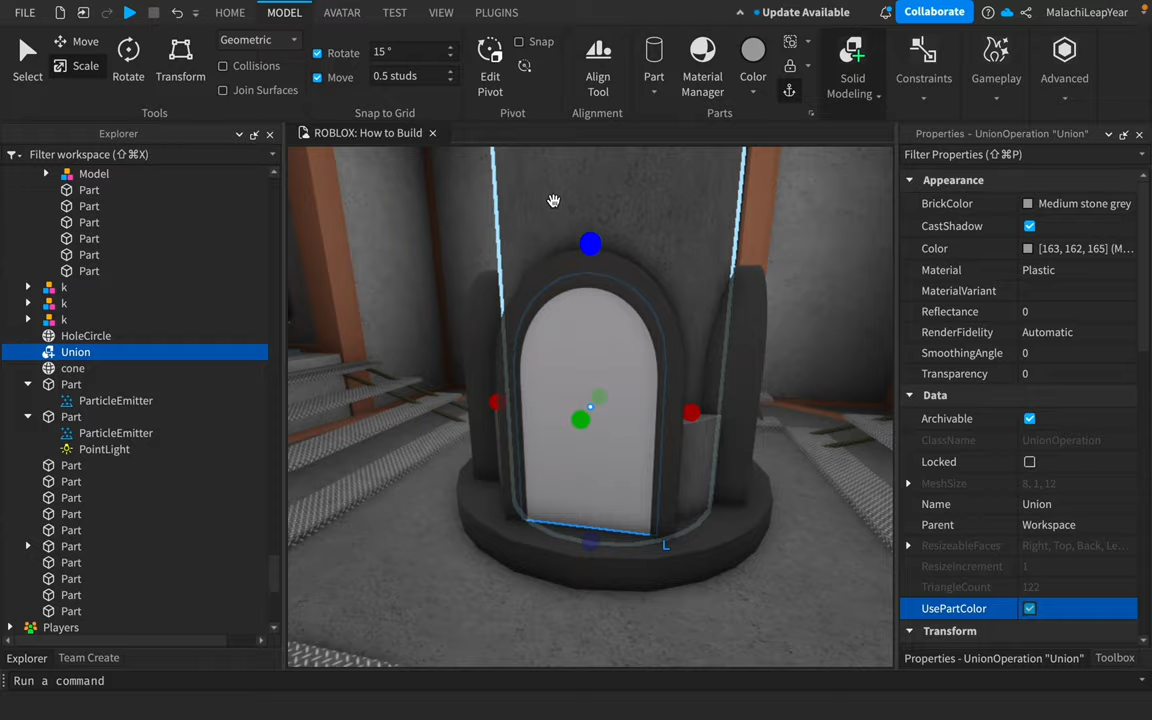 FILE HOME MODEL AVATAR TEST VIEW PLUGINS Update Available Collaborate MalachiLeapYear
Select Move Scale Rotate Transform
Geometric
Collisions
Join Surfaces
Rotate 15 °
Move 0.5 studs
Edit Pivot
Snap
Align Tool
Part
Material Manager
Color
Solid Modeling
Constraints
Gameplay
Advanced
Tools Snap to Grid Pivot Alignment Parts
Explorer
Filter workspace (⇧⌘X)
Model
Part
Part
Part
Part
Part
Part
k
k
k
HoleCircle
Union
cone
Part
ParticleEmitter
Part
ParticleEmitter
PointLight
Part
Part
Part
Part
Part
Part
Part
Part
Part
Part
Players
Explorer Team Create
Run a command
ROBLOX: How to Build
L
Properties - UnionOperation "Union"
Filter Properties (⇧⌘P)
Appearance
BrickColor Medium stone grey
CastShadow
Color [163, 162, 165] (M...
Material Plastic
MaterialVariant
Reflectance 0
RenderFidelity Automatic
SmoothingAngle 0
Transparency 0
Data
Archivable
ClassName UnionOperation
Locked
MeshSize 8, 1, 12
Name Union
Parent Workspace
ResizeableFaces Right, Top, Back, Le...
ResizeIncrement 1
TriangleCount 122
UsePartColor
Transform
Properties - UnionOperation "Union" Toolbox